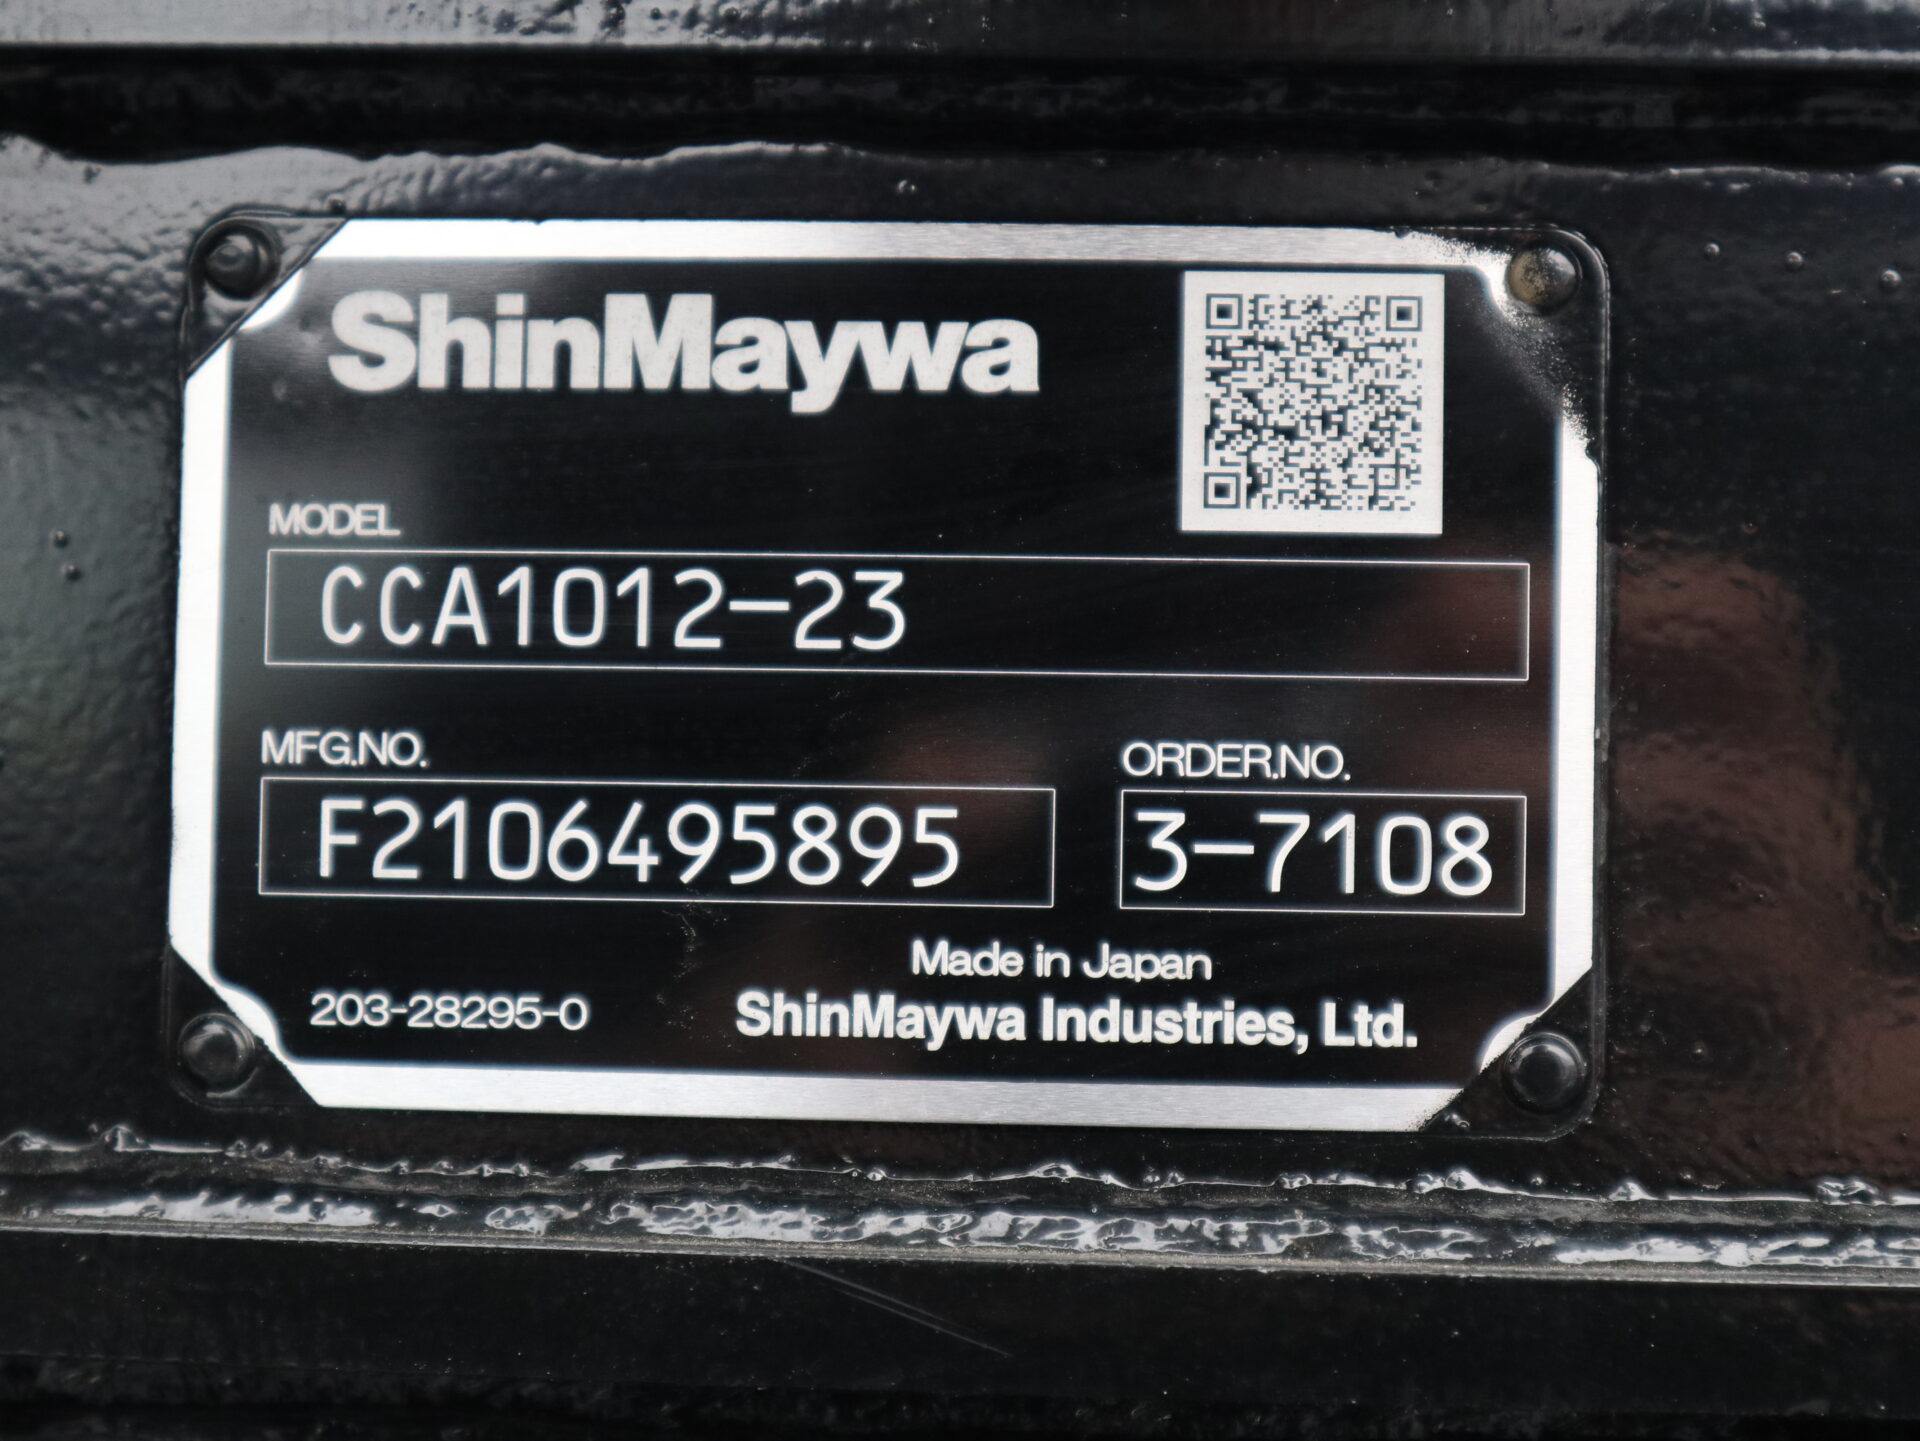 ShinMaywa
MODEL
CCA1012-23
MFG.NO.
F2106495895
ORDER.NO.
3-7108
Made in Japan
203-28295-0
ShinMaywa Industries, Ltd.